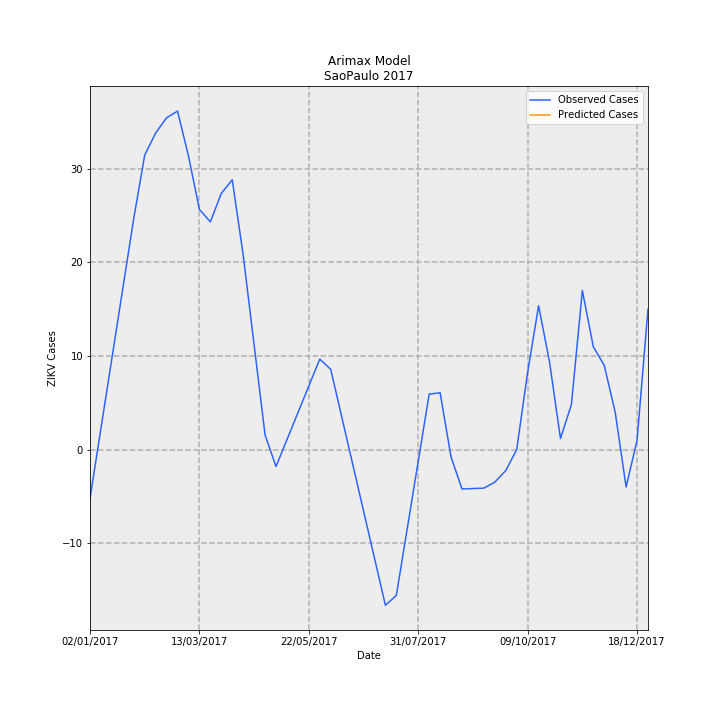 Arimax Model
SaoPaulo 2017
Observed Cases
Predicted Cases
30
20
10
0
−10
ZIKV Cases
02/01/2017 13/03/2017 22/05/2017 31/07/2017 09/10/2017 18/12/2017
Date